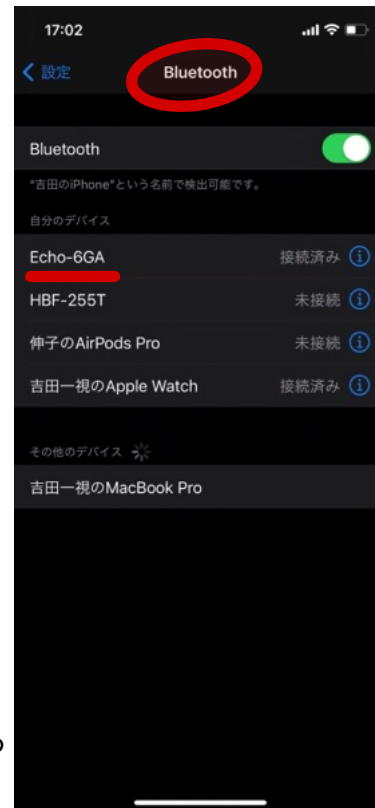 17:02
設定
Bluetooth
Bluetooth
“吉田のiPhone”という名前で検出可能です。
自分のデバイス
Echo-6GA 接続済み
HBF-255T 未接続
伸子のAirPods Pro 未接続
吉田一視のApple Watch 接続済み
その他のデバイス
吉田一視のMacBook Pro